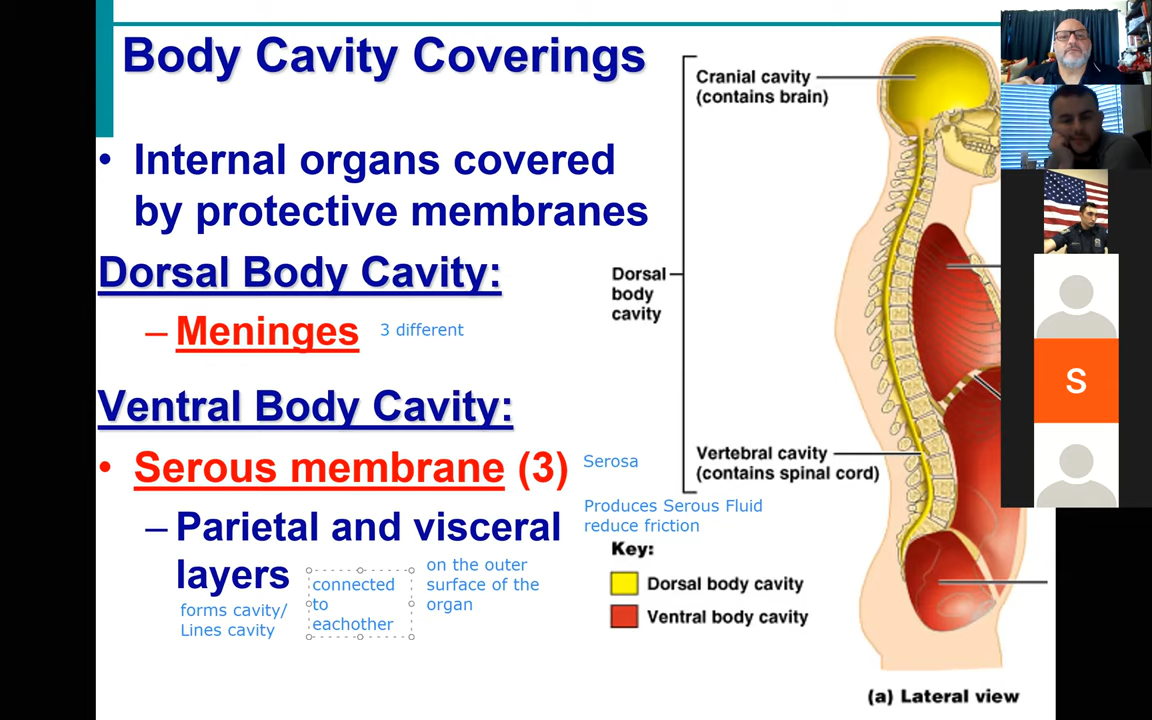 Body Cavity Coverings
• Internal organs covered
by protective membranes
Dorsal Body Cavity:
– Meninges
3 different
Ventral Body Cavity:
• Serous membrane (3)
Serosa
Produces Serous Fluid
reduce friction
– Parietal and visceral
layers
forms cavity/
Lines cavity
connected
to
eachother
on the outer
surface of the
organ
Cranial cavity
(contains brain)
Dorsal
body
cavity
Vertebral cavity
(contains spinal cord)
Key:
Dorsal body cavity
Ventral body cavity
(a) Lateral view
S